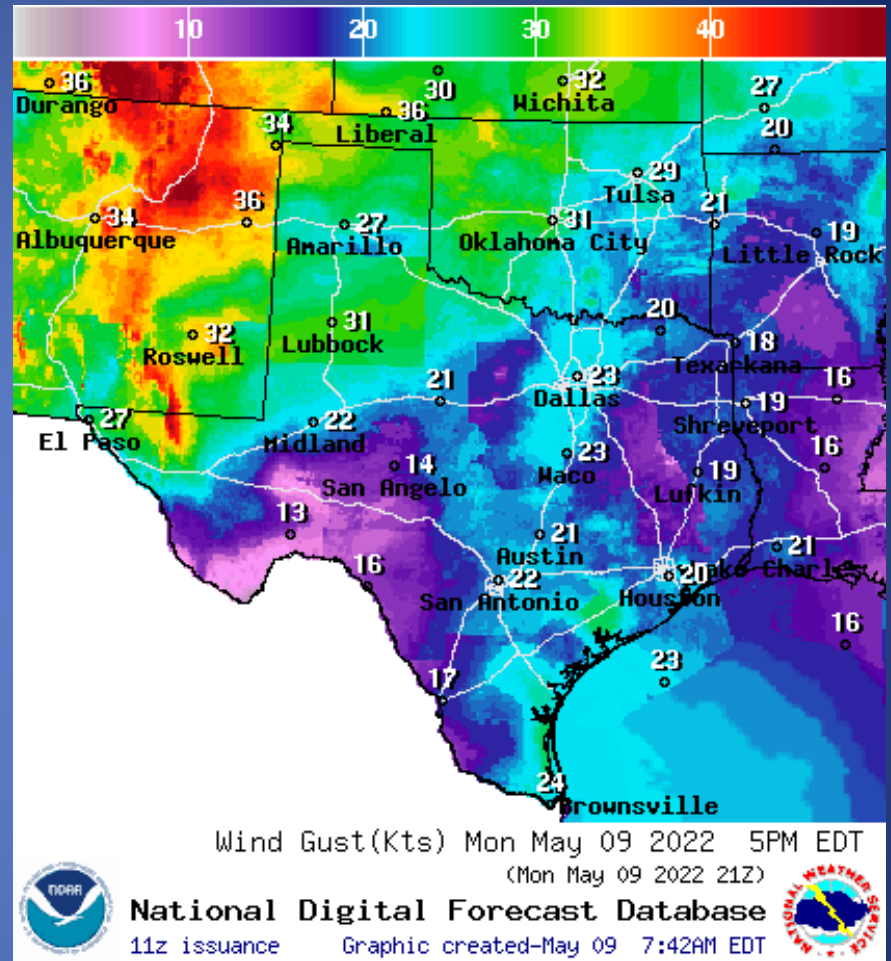 10 20 30 40
36 30 32 27
Durango Wichita
36
Liberal
34 20
29
Tulsa
34 36 27 31 21 19
Albuquerque Amarillo Oklahoma City Little Rock
32 31 20 18
Roswell Lubbock Texarkana
23
Dallas
21 19 16
Shreveport
27 22
El Paso Midland
14 23 19 16
San Angelo Waco Lufkin
13 21 21
Austin Lake Charles
16 22 20
San Antonio Houston
16
17 23
24
Brownsville
Wind Gust(Kts) Mon May 09 2022 5PM EDT
(Mon May 09 2022 21Z)
NOAA
NATIONAL WEATHER SERVICE
National Digital Forecast Database
11z issuance Graphic created-May 09 7:42AM EDT